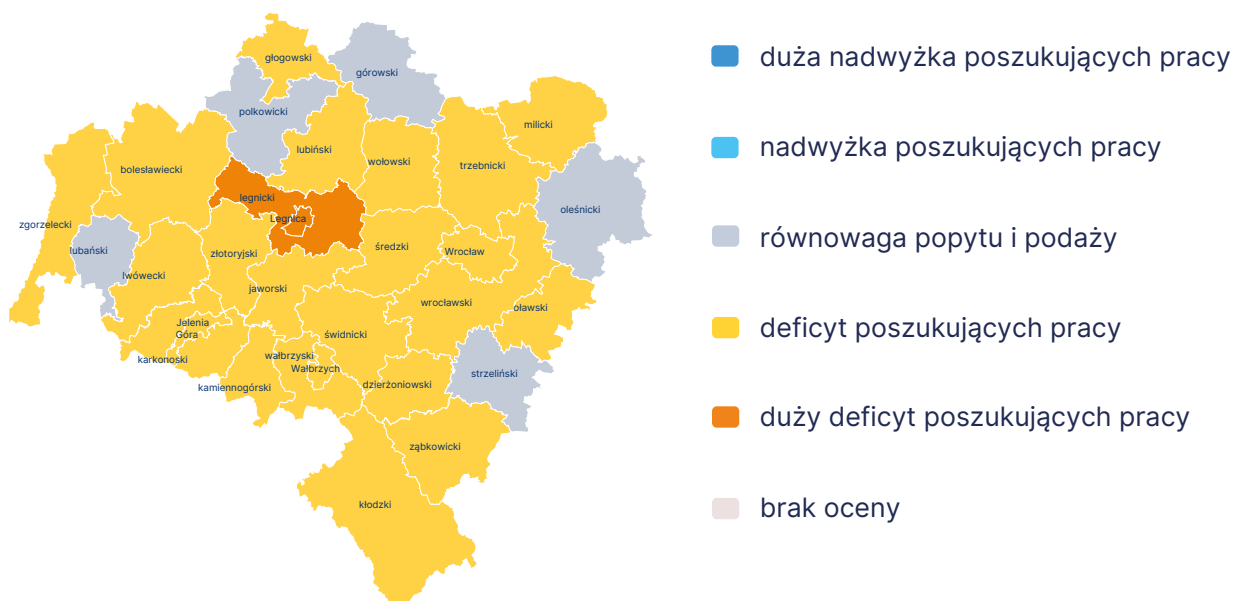 głogowski
górowski
polkowicki
milicki
lubiński
wołowski
trzebnicki
bolesławiecki
legnicki
oleśnicki
Legnica
zgorzelecki
lubański
złotoryjski
średzki
Wrocław
lwówecki
jaworski
wrocławski
oławski
Jelenia
Góra
świdnicki
karkonoski
wałbrzyski
Wałbrzych
strzeliński
kamiennogórski
dzierżoniowski
ząbkowicki
kłodzki
duża nadwyżka poszukujących pracy
nadwyżka poszukujących pracy
równowaga popytu i podaży
deficyt poszukujących pracy
duży deficyt poszukujących pracy
brak oceny